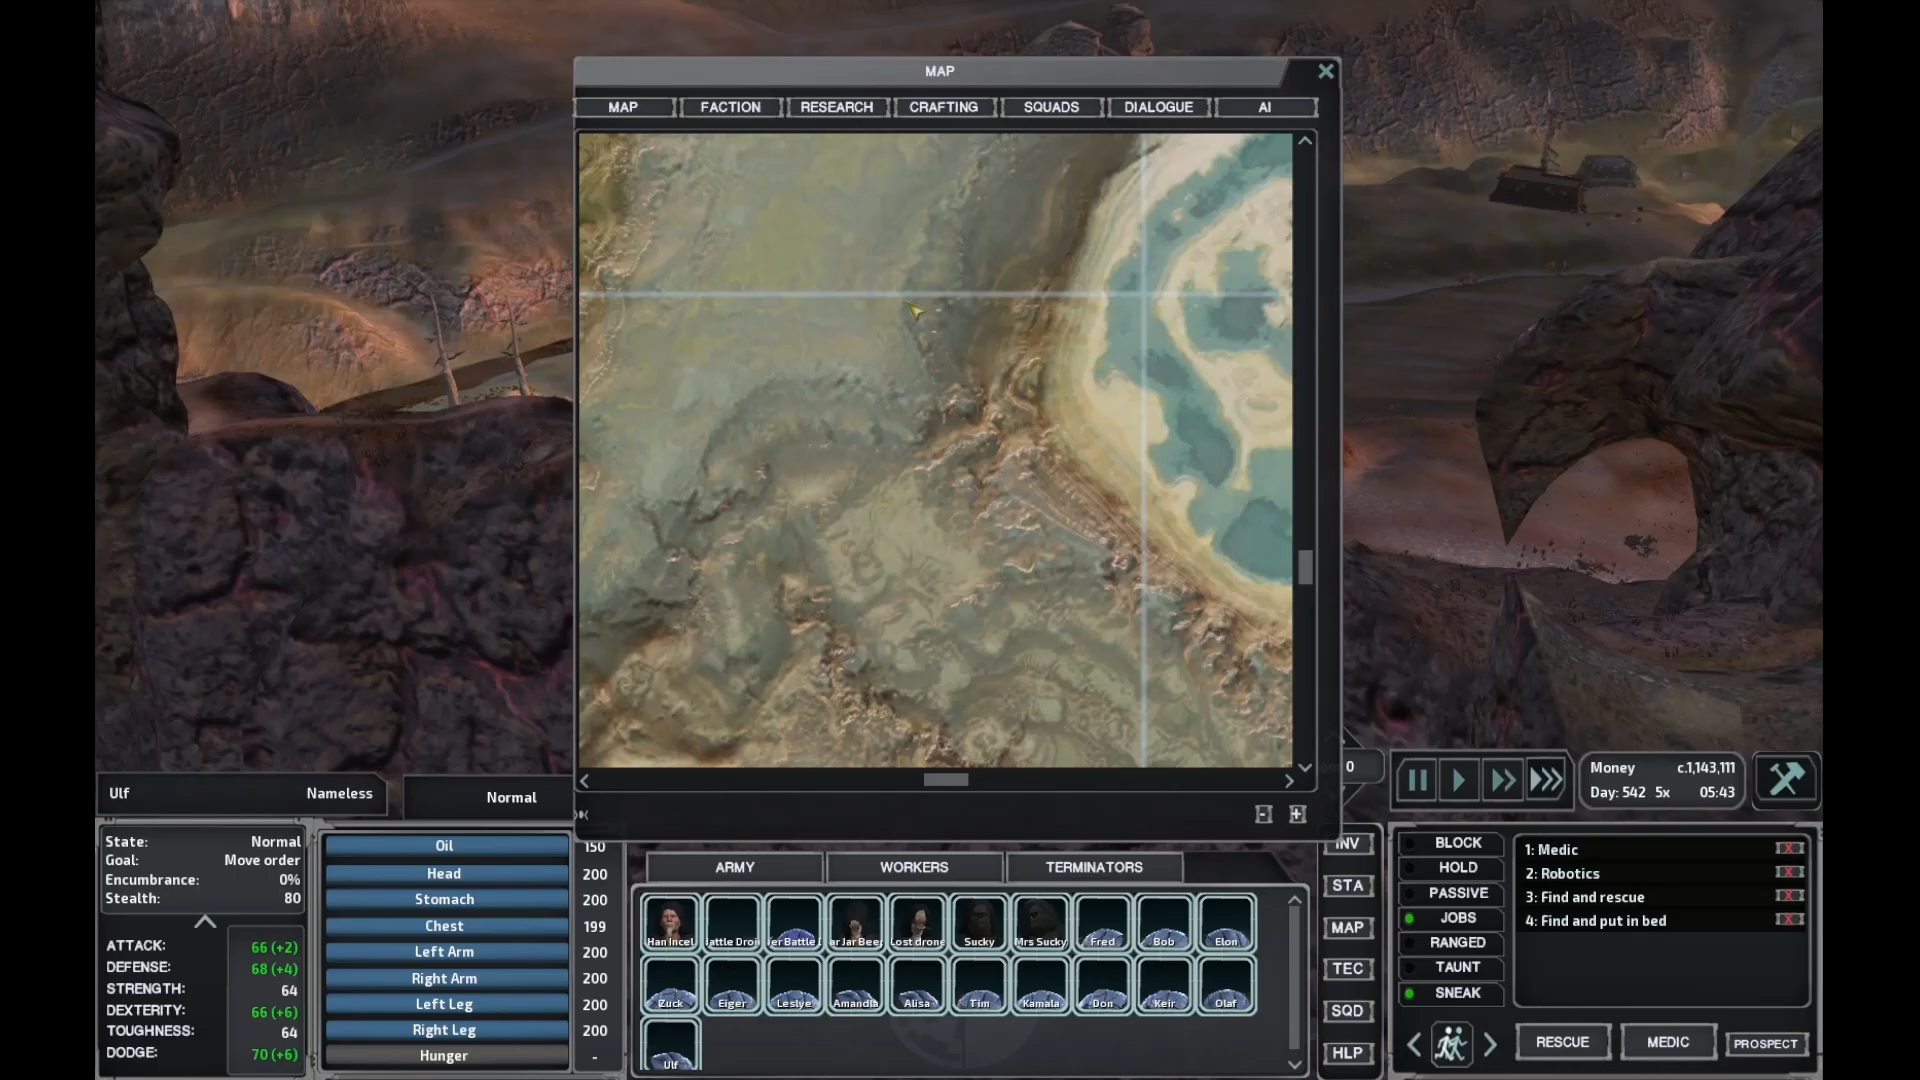 MAP
MAP FACTION RESEARCH CRAFTING SQUADS DIALOGUE AI
Ulf Nameless
Normal
State: Normal
Goal: Move order
Encumbrance: 0%
Stealth: 80
ATTACK: 66 (+2)
DEFENSE: 68 (+4)
STRENGTH: 64
DEXTERITY: 66 (+6)
TOUGHNESS: 64
DODGE: 70 (+6)
Oil 150
Head 200
Stomach 200
Chest 199
Left Arm 200
Right Arm 200
Left Leg 200
Right Leg 200
Hunger -
- +
ARMY WORKERS TERMINATORS
Han Incel Sucky Mrs Sucky Fred Bob Elon
Lost drone
Zuck Eiger Leslye Amandla Alisa Tim Kamala Don Keir Olaf
Ulf
0
INV
STA
MAP
TEC
SQD
HLP
Money c.1,143,111
Day: 542 5x 05:43
BLOCK
HOLD
PASSIVE
JOBS
RANGED
TAUNT
SNEAK
1: Medic X
2: Robotics X
3: Find and rescue X
4: Find and put in bed X
RESCUE MEDIC PROSPECT